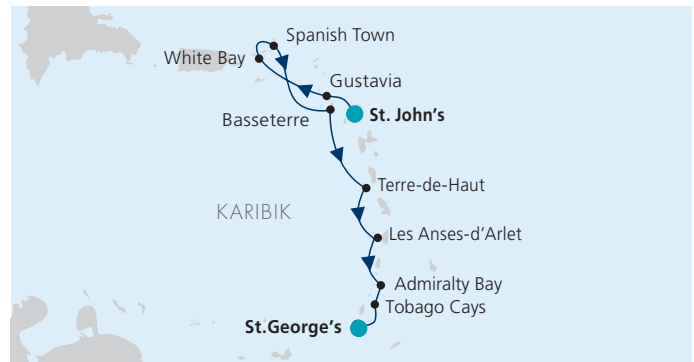 Spanish Town
White Bay
Gustavia
St. John's
Basseterre
Terre-de-Haut
KARIBIK
Les Anses-d'Arlet
Admiralty Bay
Tobago Cays
St.George's